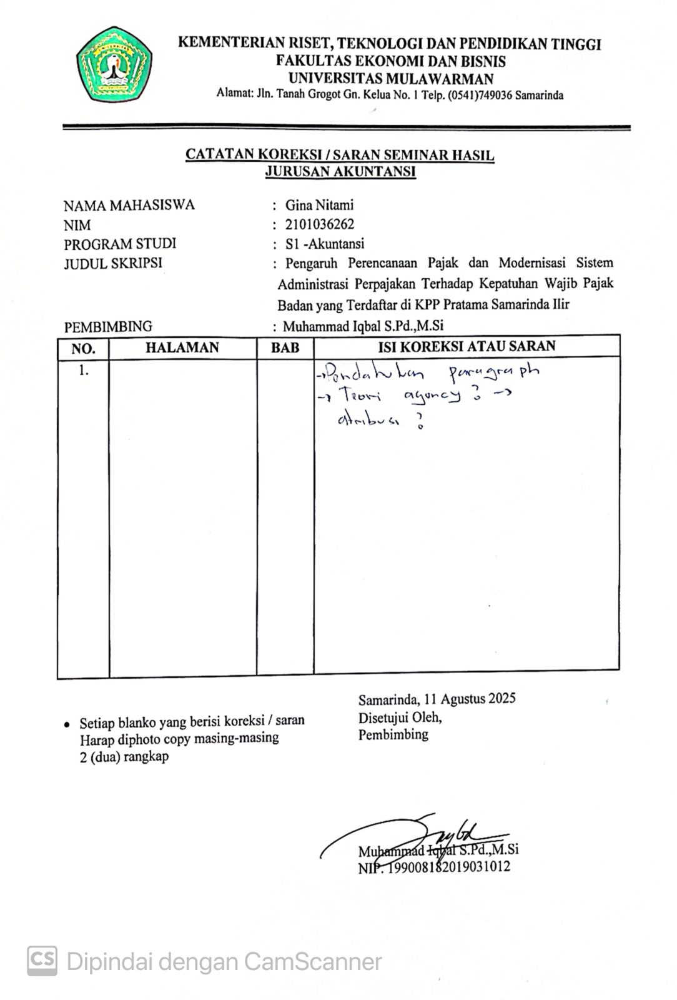 KEMENTERIAN RISET, TEKNOLOGI DAN PENDIDIKAN TINGGI
FAKULTAS EKONOMI DAN BISNIS
UNIVERSITAS MULAWARMAN
Alamat: Jln. Tanah Grogot Gn. Kelua No. 1 Telp. (0541)749036 Samarinda
CATATAN KOREKSI / SARAN SEMINAR HASIL
JURUSAN AKUNTANSI
NAMA MAHASISWA : Gina Nitami
NIM : 2101036262
PROGRAM STUDI : S1 -Akuntansi
JUDUL SKRIPSI : Pengaruh Perencanaan Pajak dan Modernisasi Sistem
Administrasi Perpajakan Terhadap Kepatuhan Wajib Pajak
Badan yang Terdaftar di KPP Pratama Samarinda Ilir
PEMBIMBING : Muhammad Iqbal S.Pd.,M.Si
NO. HALAMAN BAB ISI KOREKSI ATAU SARAN
1. → Pendahuluan paragraph
→ Teori agency? →
atribusi?
Samarinda, 11 Agustus 2025
Disetujui Oleh,
Pembimbing
• Setiap blanko yang berisi koreksi / saran
Harap diphoto copy masing-masing
2 (dua) rangkap
Muhammad Iqbal S.Pd.,M.Si
NIP. 199008182019031012
CS Dipindai dengan CamScanner